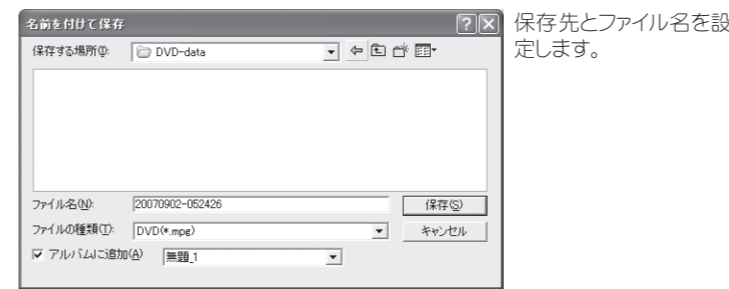 名前を付けて保存
保存する場所(I):
DVD-data
ファイル名(N):
20070902-052426
保存(S)
ファイルの種類(T):
DVD(*.mpg)
キャンセル
アルバムに追加(A)
無題_1
保存先とファイル名を設
定します。